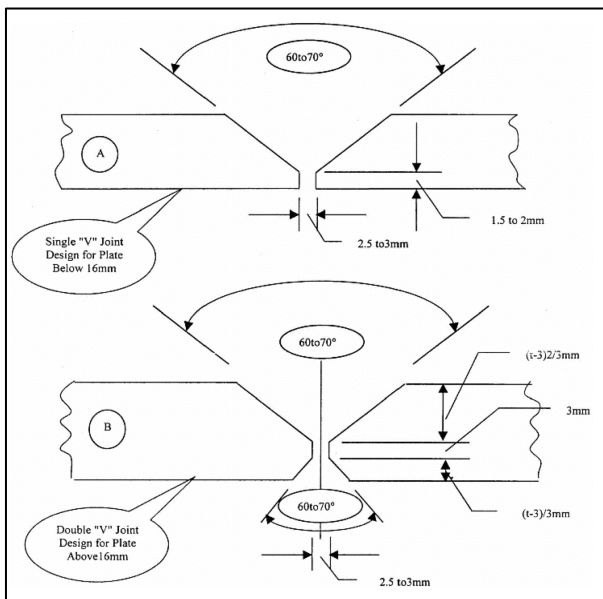 60to70°
A
1.5 to 2mm
Single "V" Joint
Design for Plate
Below 16mm
2.5 to3mm
60to70°
(t-3)2/3mm
3mm
B
60to70°
(t-3)/3mm
Double "V" Joint
Design for Plate
Above16mm
2.5 to3mm